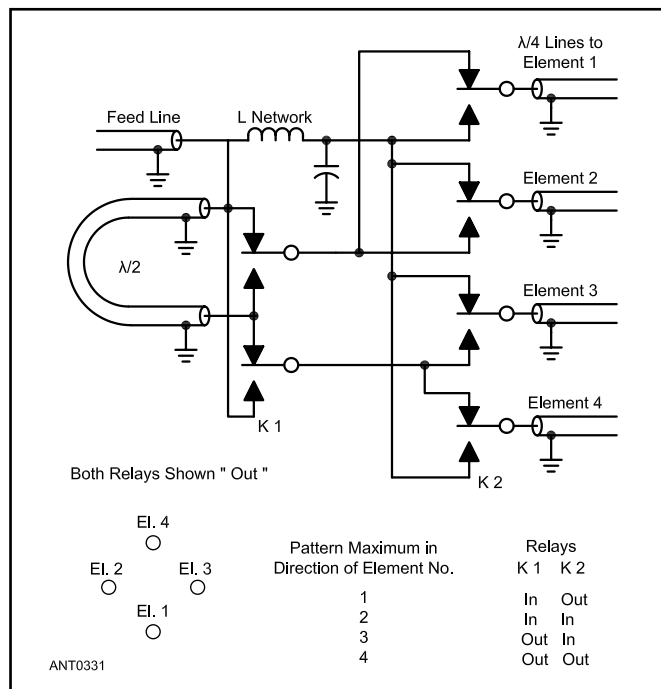 λ/4 Lines to
Element 1
Feed Line
L Network
Element 2
λ/2
Element 3
Element 4
K 1
K 2
Both Relays Shown " Out "
El. 4
El. 2
El. 3
El. 1
Pattern Maximum in
Direction of Element No.
Relays
K 1 K 2
1 In Out
2 In In
3 Out In
4 Out Out
ANT0331